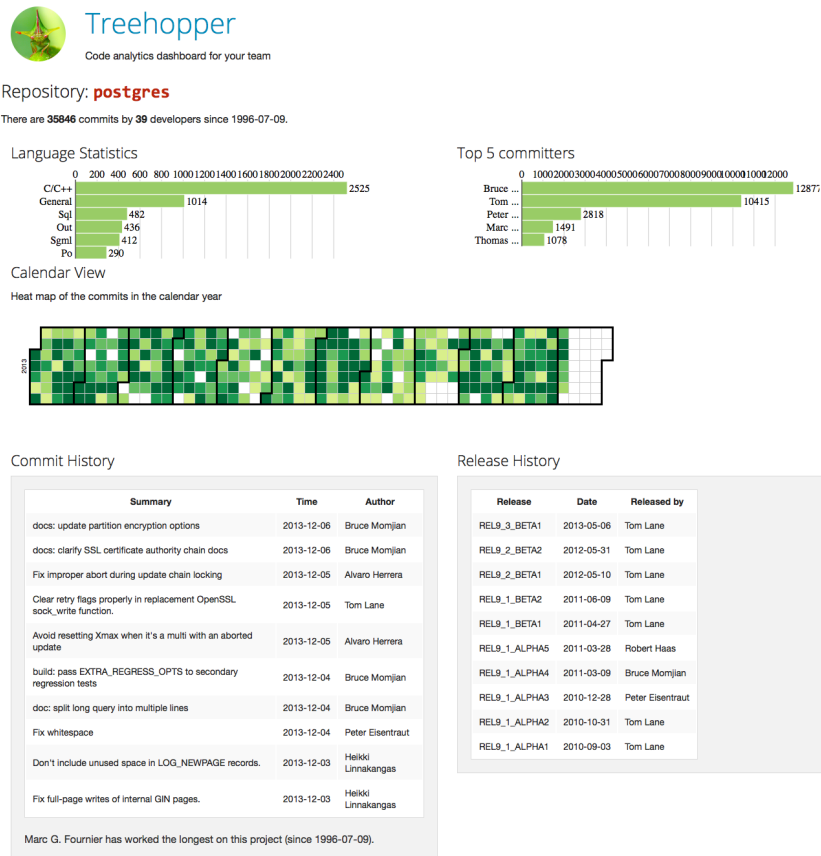 Treehopper
Code analytics dashboard for your team
Repository: postgres
There are 35846 commits by 39 developers since 1996-07-09.
Language Statistics
0 200 400 600 800 1000 1200 1400 1600 1800 2000 2200 2400
C/C++ 2525
General 1014
Sql 482
Out 436
Sgml 412
Po 290
Top 5 committers
0 1000 2000 3000 4000 5000 6000 7000 8000 9000 10000 11000 12000
Bruce ... 12877
Tom ... 10415
Peter ... 2818
Marc ... 1491
Thomas ... 1078
Calendar View
Heat map of the commits in the calendar year
2013
Commit History
Summary Time Author
docs: update partition encryption options 2013-12-06 Bruce Momjian
docs: clarify SSL certificate authority chain docs 2013-12-06 Bruce Momjian
Fix improper abort during update chain locking 2013-12-05 Alvaro Herrera
Clear retry flags properly in replacement OpenSSL
sock_write function. 2013-12-05 Tom Lane
Avoid resetting Xmax when it's a multi with an aborted
update 2013-12-05 Alvaro Herrera
build: pass EXTRA_REGRESS_OPTS to secondary
regression tests 2013-12-04 Bruce Momjian
doc: split long query into multiple lines 2013-12-04 Bruce Momjian
Fix whitespace 2013-12-04 Peter Eisentraut
Don't include unused space in LOG_NEWPAGE records. 2013-12-03 Heikki
Linnakangas
Fix full-page writes of internal GIN pages. 2013-12-03 Heikki
Linnakangas
Marc G. Fournier has worked the longest on this project (since 1996-07-09).
Release History
Release Date Released by
REL9_3_BETA1 2013-05-06 Tom Lane
REL9_2_BETA2 2012-05-31 Tom Lane
REL9_2_BETA1 2012-05-10 Tom Lane
REL9_1_BETA2 2011-06-09 Tom Lane
REL9_1_BETA1 2011-04-27 Tom Lane
REL9_1_ALPHA5 2011-03-28 Robert Haas
REL9_1_ALPHA4 2011-03-09 Bruce Momjian
REL9_1_ALPHA3 2010-12-28 Peter Eisentraut
REL9_1_ALPHA2 2010-10-31 Tom Lane
REL9_1_ALPHA1 2010-09-03 Tom Lane